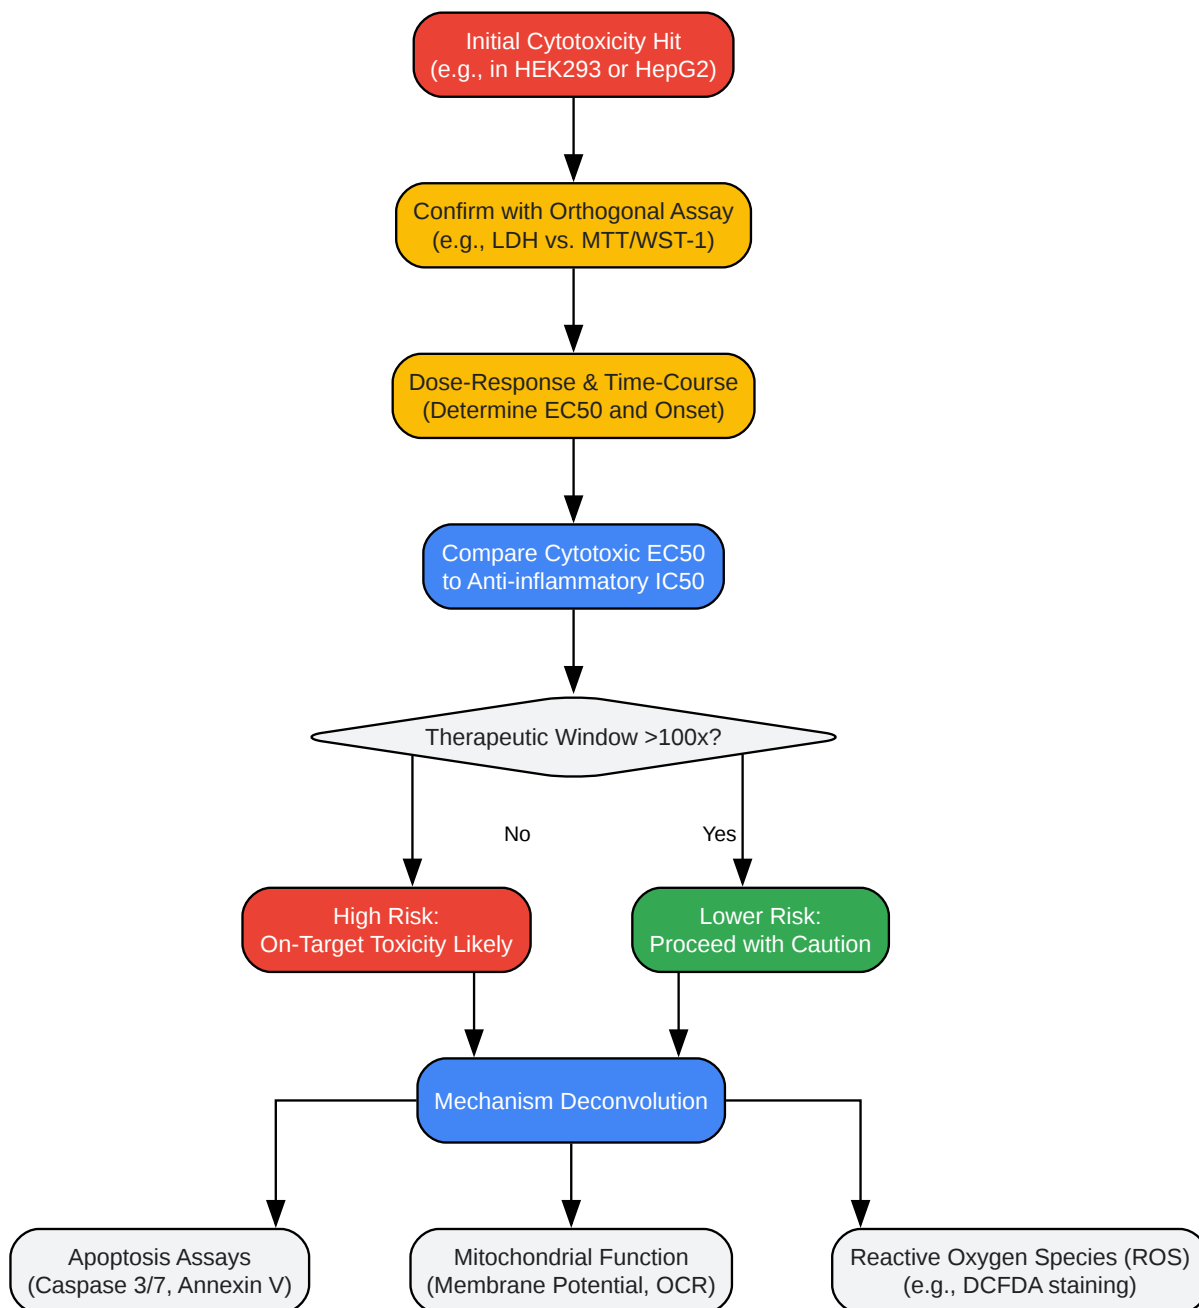 Initial Cytotoxicity Hit
(e.g., in HEK293 or HepG2)
Confirm with Orthogonal Assay
(e.g., LDH vs. MTT/WST-1)
Dose-Response & Time-Course
(Determine EC50 and Onset)
Compare Cytotoxic EC50
to Anti-inflammatory IC50
Therapeutic Window >100x?
No
Yes
High Risk:
On-Target Toxicity Likely
Lower Risk:
Proceed with Caution
Mechanism Deconvolution
Apoptosis Assays
(Caspase 3/7, Annexin V)
Mitochondrial Function
(Membrane Potential, OCR)
Reactive Oxygen Species (ROS)
(e.g., DCFDA staining)